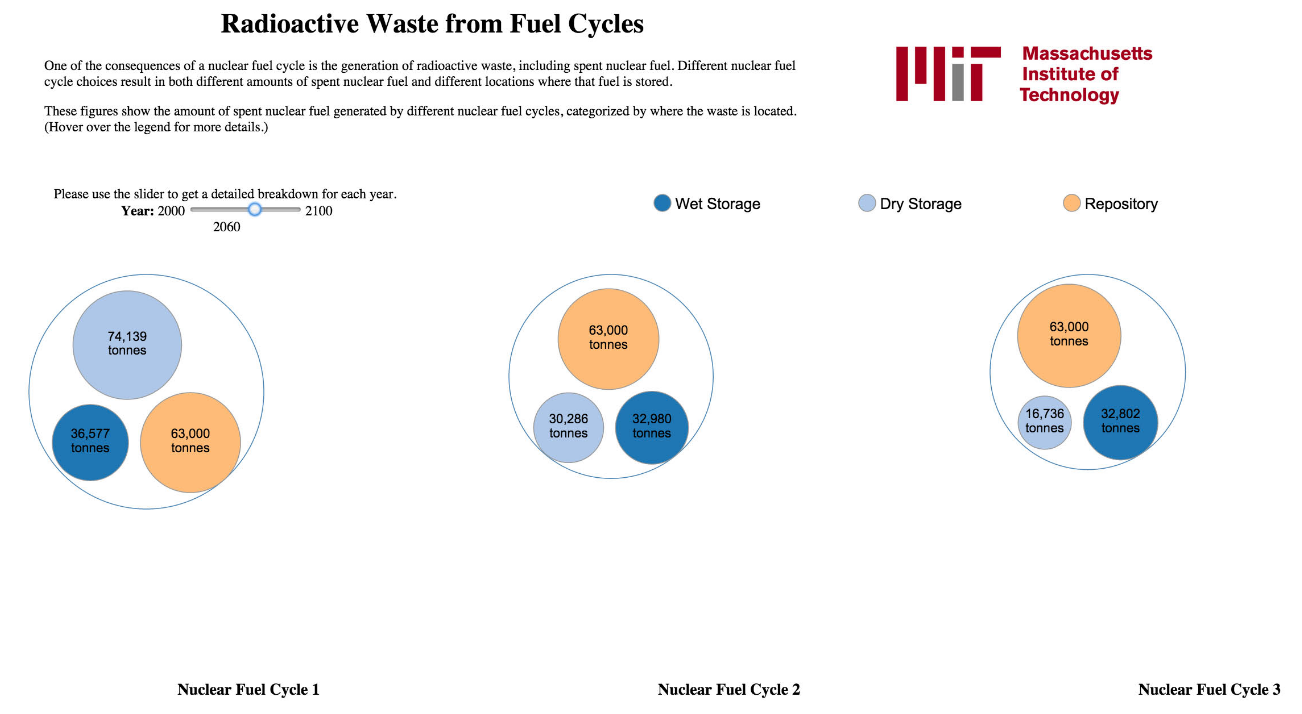 Radioactive Waste from Fuel Cycles
One of the consequences of a nuclear fuel cycle is the generation of radioactive waste, including spent nuclear fuel. Different nuclear fuel
cycle choices result in both different amounts of spent nuclear fuel and different locations where that fuel is stored.
These figures show the amount of spent nuclear fuel generated by different nuclear fuel cycles, categorized by where the waste is located.
(Hover over the legend for more details.)
Massachusetts
Institute of
Technology
Please use the slider to get a detailed breakdown for each year.
Year: 2000 2100
2060
Wet Storage
Dry Storage
Repository
74,139
tonnes
36,577
tonnes
63,000
tonnes
63,000
tonnes
30,286
tonnes
32,980
tonnes
63,000
tonnes
16,736
tonnes
32,802
tonnes
Nuclear Fuel Cycle 1
Nuclear Fuel Cycle 2
Nuclear Fuel Cycle 3